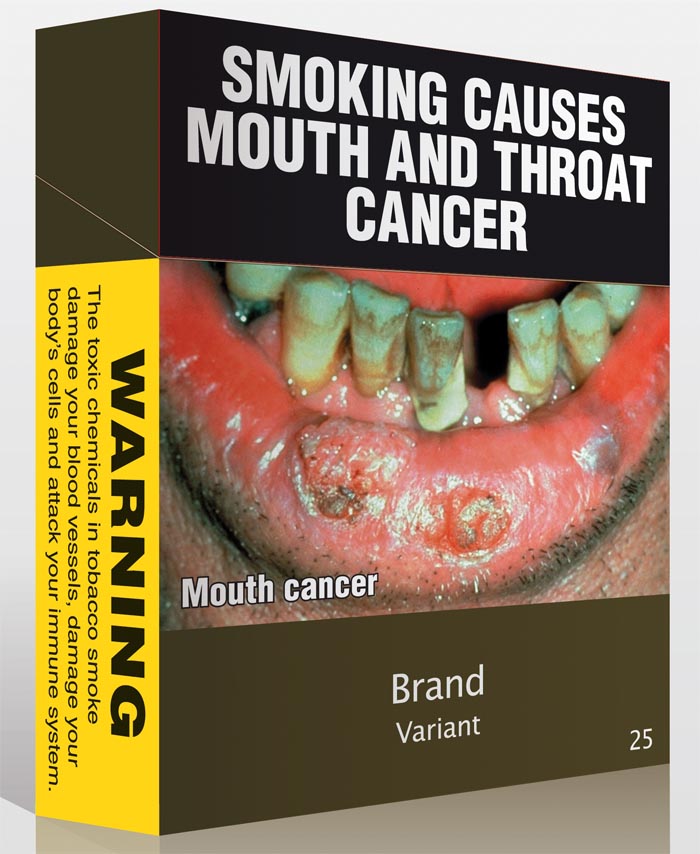 SMOKING CAUSES
MOUTH AND THROAT
CANCER
Mouth cancer
Brand
Variant
25
WARNING
The toxic chemicals in tobacco smoke
damage your blood vessels, damage your
body's cells and attack your immune system.